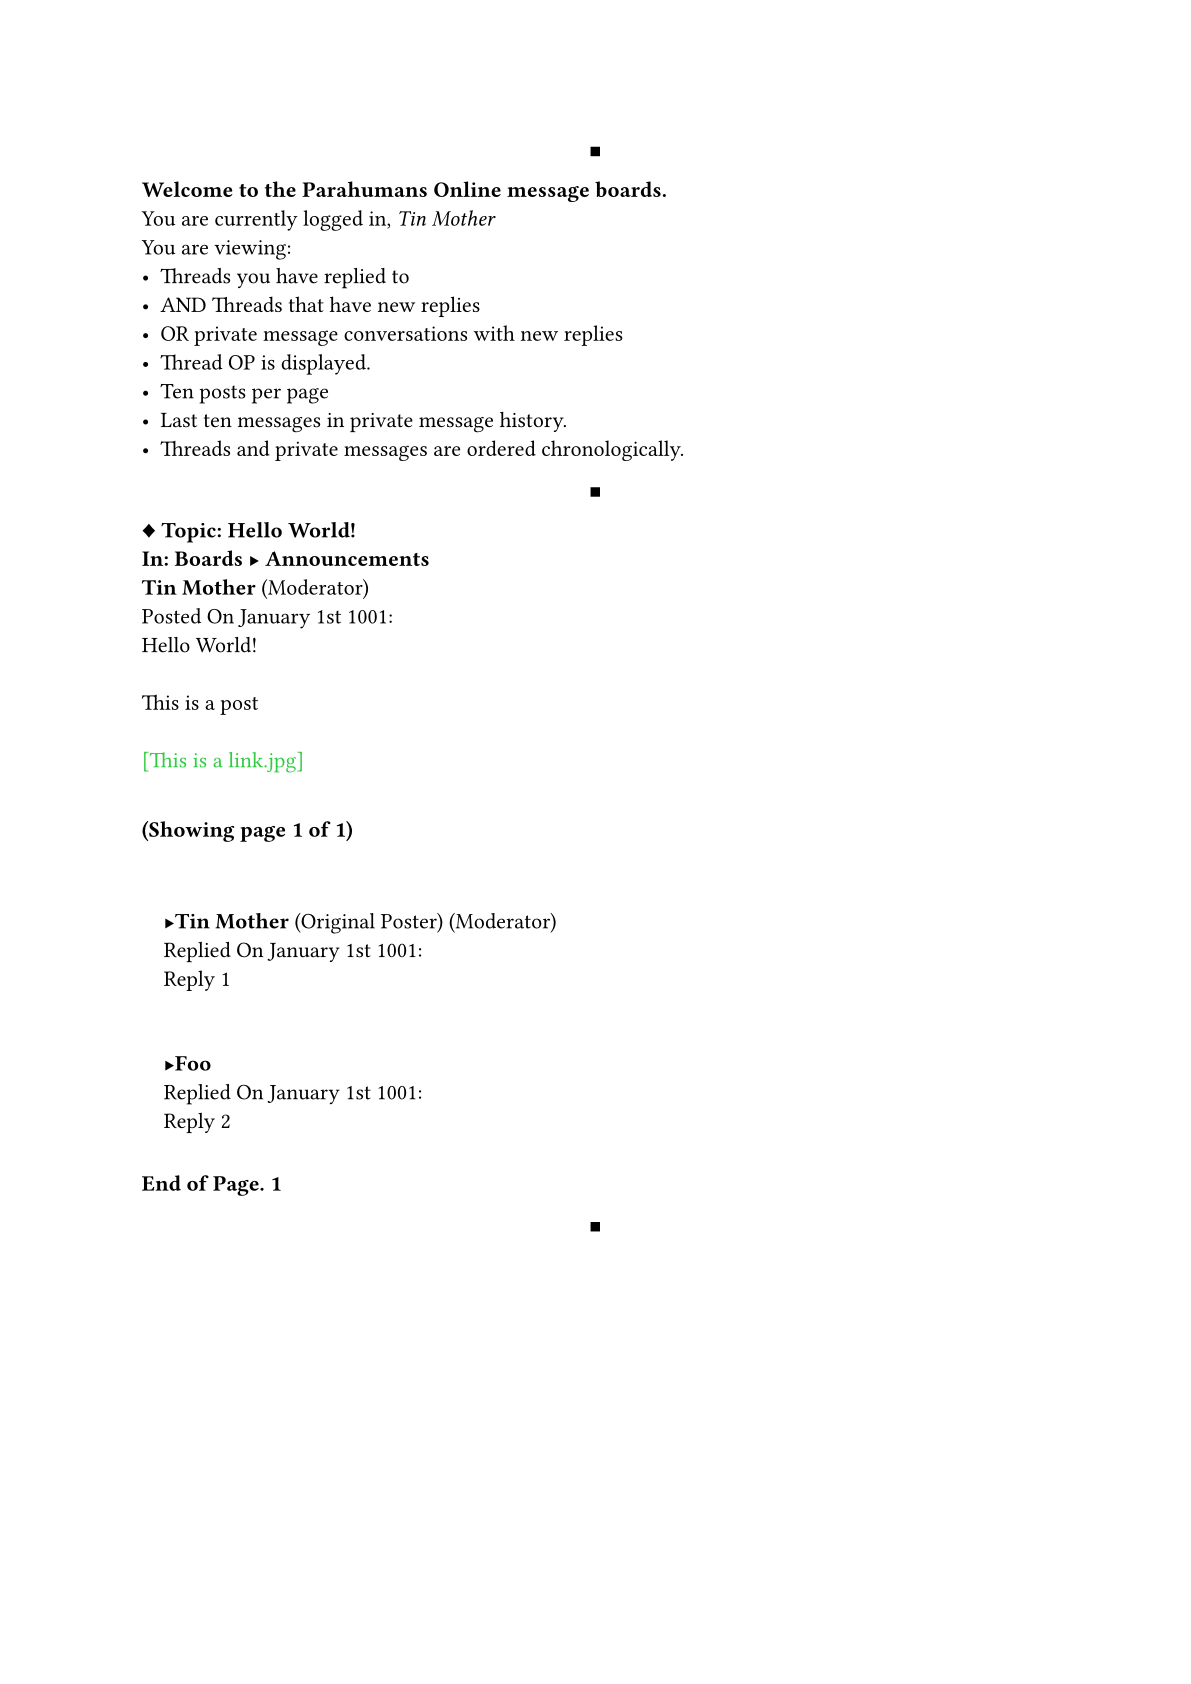 ■
Welcome to the Parahumans Online message boards.
You are currently logged in, Tin Mother
You are viewing:
• Threads you have replied to
• AND Threads that have new replies
• OR private message conversations with new replies
• Thread OP is displayed.
• Ten posts per page
• Last ten messages in private message history.
• Threads and private messages are ordered chronologically.
■
◆ Topic: Hello World!
In: Boards ▸ Announcements
Tin Mother (Moderator)
Posted On January 1st 1001:
Hello World!
This is a post
[This is a link.jpg]
(Showing page 1 of 1)
▸Tin Mother (Original Poster) (Moderator)
Replied On January 1st 1001:
Reply 1
▸Foo
Replied On January 1st 1001:
Reply 2
End of Page. 1
■